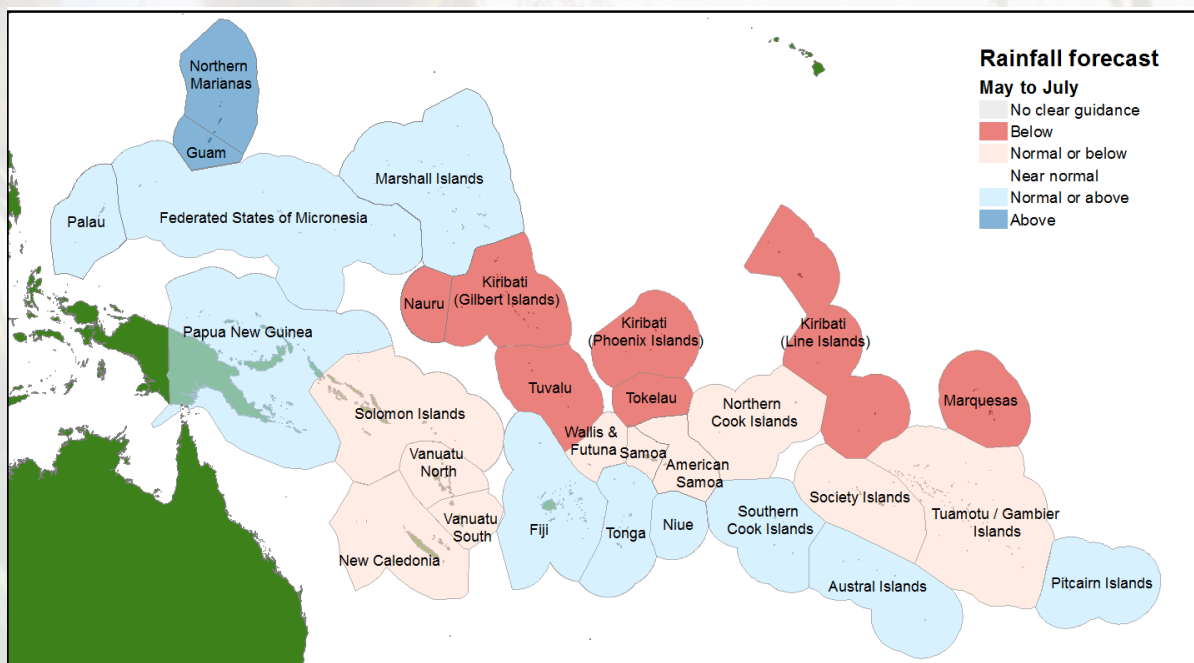 Northern
Marianas
Guam
Marshall Islands
Palau
Federated States of Micronesia
Nauru
Kiribati
(Gilbert Islands)
Papua New Guinea
Kiribati
(Phoenix Islands)
Kiribati
(Line Islands)
Tuvalu
Tokelau
Marquesas
Solomon Islands
Northern
Cook Islands
Wallis &
Futuna
Samoa
American
Samoa
Vanuatu
North
Vanuatu
South
New Caledonia
Fiji
Tonga
Niue
Southern
Cook Islands
Society Islands
Tuamotu / Gambier
Islands
Austral Islands
Pitcairn Islands
Rainfall forecast
May to July
No clear guidance
Below
Normal or below
Near normal
Normal or above
Above